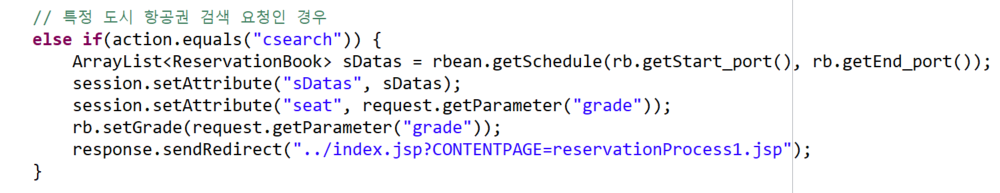 // 특정 도시 항공권 검색 요청인 경우
else if(action.equals("csearch")) {
ArrayList<ReservationBook> sDatas = rbean.getSchedule(rb.getStart_port(), rb.getEnd_port());
session.setAttribute("sDatas", sDatas);
session.setAttribute("seat", request.getParameter("grade"));
rb.setGrade(request.getParameter("grade"));
response.sendRedirect("../index.jsp?CONTENTPAGE=reservationProcess1.jsp");
}